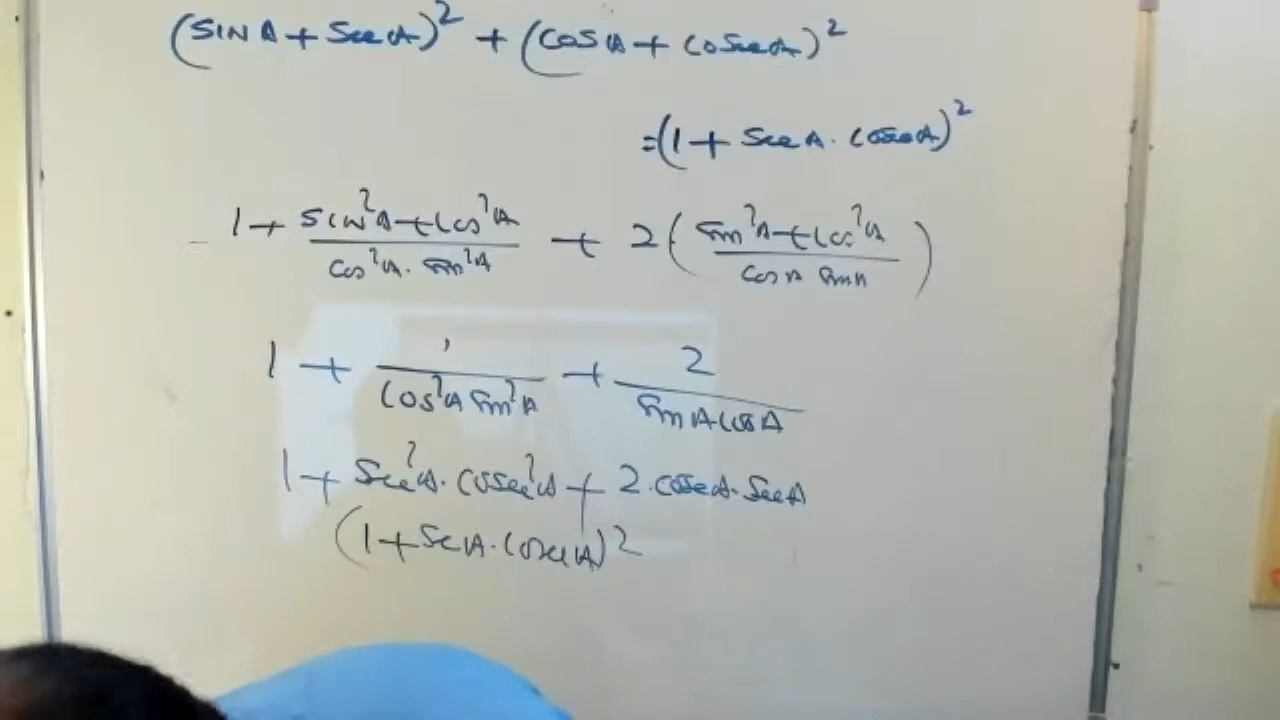 (SIN A + Sec A)² + (Cos A + Cosec A)²
= (1 + Sec A . Cosec A)²
1 + Sin²A + Cos²A / Cos²A . Sin²A + 2 ( Sin²A + Cos²A / Cos A Sin A )
1 + 1 / Cos²A Sin²A + 2 / Sin A . Cos A
1 + Sec²A . Cosec²A + 2 . Cosec A . Sec A
(1 + Sec A . Cosec A)²